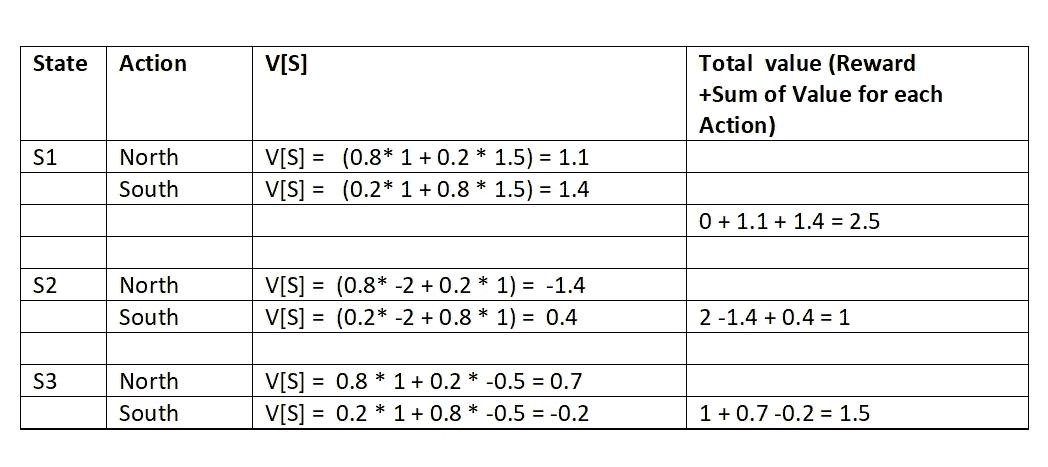 State Action V[S] Total value (Reward
+Sum of Value for each
Action)
S1 North V[S] = (0.8* 1 + 0.2 * 1.5) = 1.1
South V[S] = (0.2* 1 + 0.8 * 1.5) = 1.4
0 + 1.1 + 1.4 = 2.5
S2 North V[S] = (0.8* -2 + 0.2 * 1) = -1.4
South V[S] = (0.2* -2 + 0.8 * 1) = 0.4 2 -1.4 + 0.4 = 1
S3 North V[S] = 0.8 * 1 + 0.2 * -0.5 = 0.7
South V[S] = 0.2 * 1 + 0.8 * -0.5 = -0.2 1 + 0.7 -0.2 = 1.5